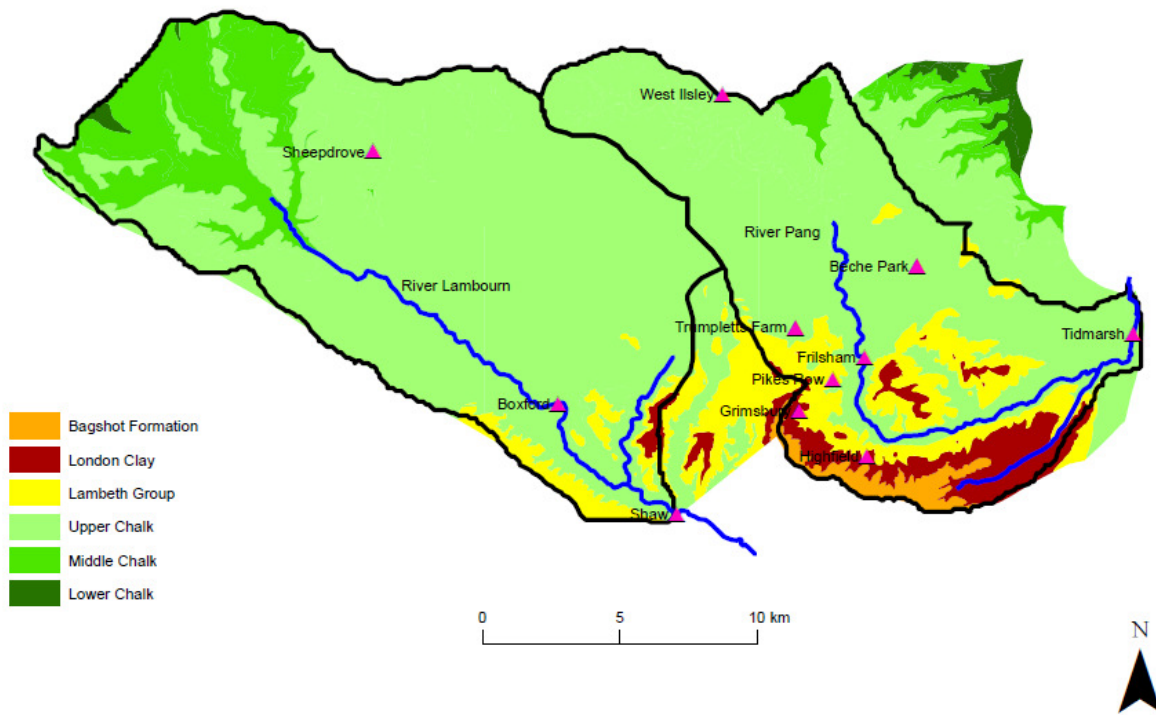 West Ilsley
Sheepdrove
River Pang
Beche Park
River Lambourn
Trumpletts Farm
Tidmarsh
Frilsham
Pikes Row
Boxford
Grimsbury
Bagshot Formation
London Clay
Highfield
Lambeth Group
Shaw
Upper Chalk
Middle Chalk
Lower Chalk
0 5 10 km
N